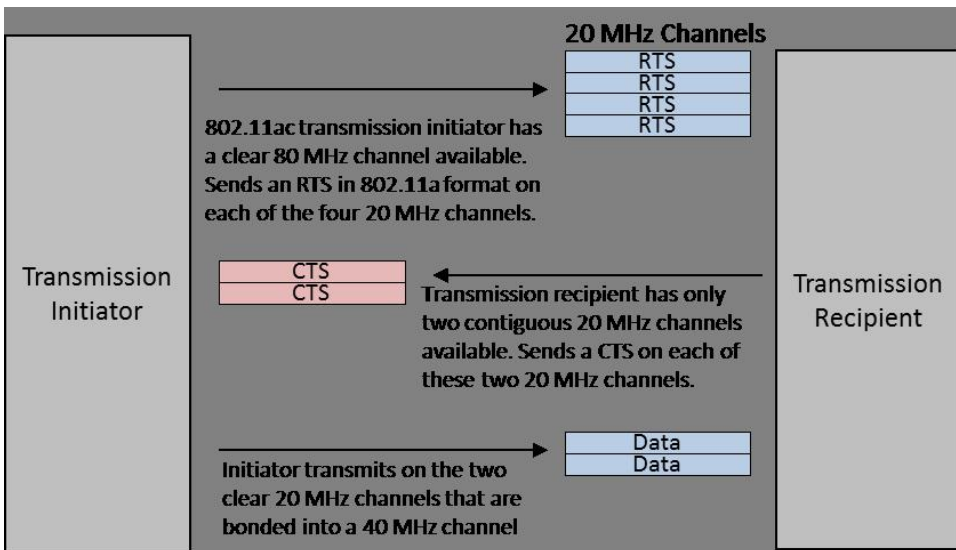 20 MHz Channels
RTS
RTS
RTS
RTS
802.11ac transmission initiator has
a clear 80 MHz channel available.
Sends an RTS in 802.11a format on
each of the four 20 MHz channels.
Transmission
Initiator
CTS
CTS
Transmission recipient has only
two contiguous 20 MHz channels
available. Sends a CTS on each of
these two 20 MHz channels.
Transmission
Recipient
Data
Data
Initiator transmits on the two
clear 20 MHz channels that are
bonded into a 40 MHz channel